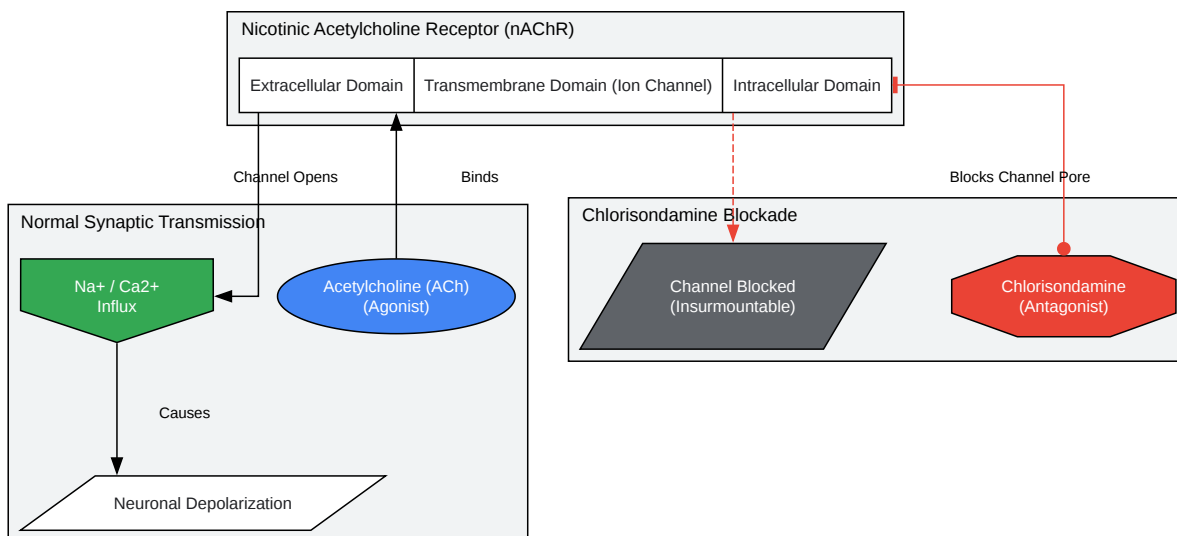 Nicotinic Acetylcholine Receptor (nAChR)
Extracellular Domain
Transmembrane Domain (Ion Channel)
Intracellular Domain
Channel Opens
Binds
Blocks Channel Pore
Normal Synaptic Transmission
Na+ / Ca2+
Influx
Acetylcholine (ACh)
(Agonist)
Causes
Neuronal Depolarization
Chlorisondamine Blockade
Channel Blocked
(Insurmountable)
Chlorisondamine
(Antagonist)